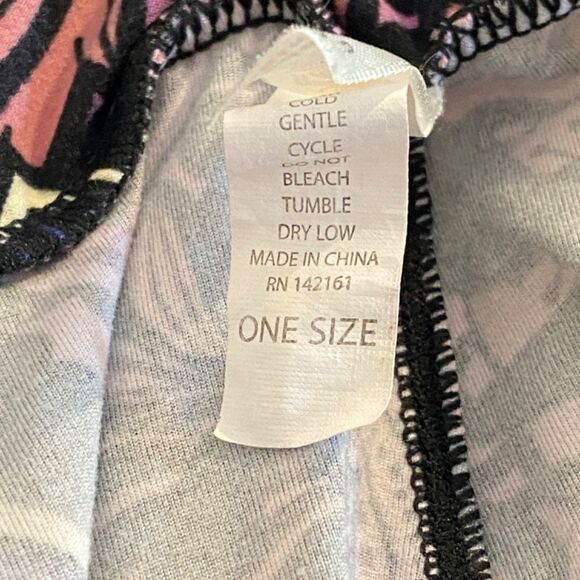 COLD
GENTLE
CYCLE
DO NOT
BLEACH
TUMBLE
DRY LOW
MADE IN CHINA
RN 142161
ONE SIZE